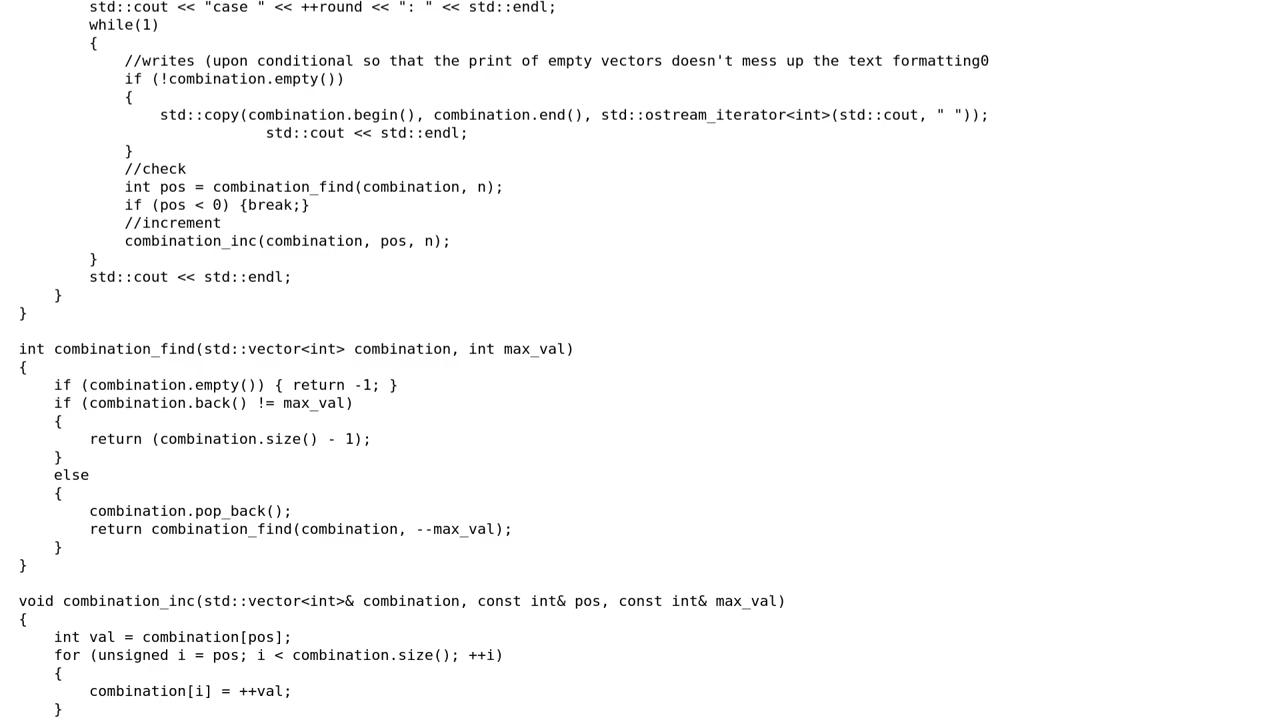 std::cout << "case " << ++round << ": " << std::endl;
        while(1)
        {
            //writes (upon conditional so that the print of empty vectors doesn't mess up the text formatting0
            if (!combination.empty())
            {
                std::copy(combination.begin(), combination.end(), std::ostream_iterator<int>(std::cout, " "));
                            std::cout << std::endl;
            }
            //check
            int pos = combination_find(combination, n);
            if (pos < 0) {break;}
            //increment
            combination_inc(combination, pos, n);
        }
        std::cout << std::endl;
    }
}

int combination_find(std::vector<int> combination, int max_val)
{
    if (combination.empty()) { return -1; }
    if (combination.back() != max_val)
    {
        return (combination.size() - 1);
    }
    else
    {
        combination.pop_back();
        return combination_find(combination, --max_val);
    }
}

void combination_inc(std::vector<int>& combination, const int& pos, const int& max_val)
{
    int val = combination[pos];
    for (unsigned i = pos; i < combination.size(); ++i)
    {
        combination[i] = ++val;
    }